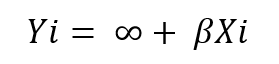 Yi = ∞ + βXi